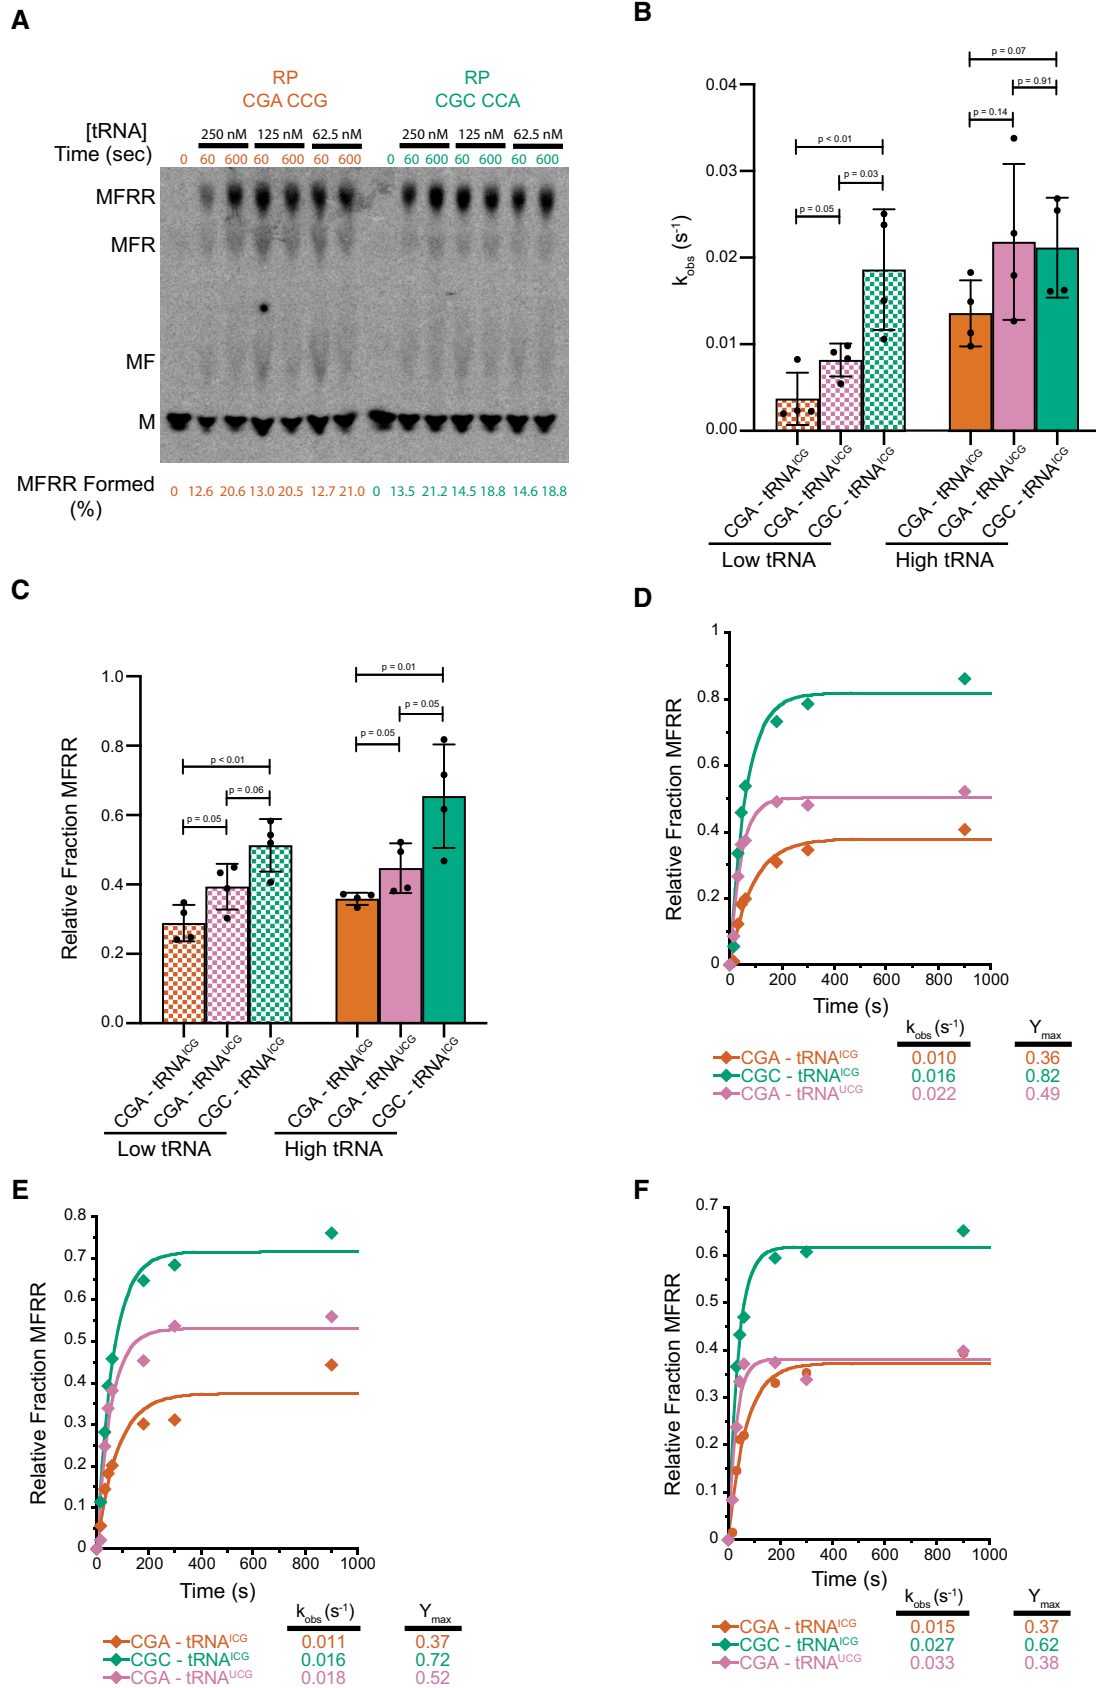 A
RP RP
CGA CCG CGC CCA
[tRNA] 250 nM 125 nM 62.5 nM 250 nM 125 nM 62.5 nM
Time (sec) 0 60 600 60 600 60 600 0 60 600 60 600 60 600
MFRR
MFR
MF
M
MFRR Formed (%) 0 12.6 20.6 13.0 20.5 12.7 21.0 0 13.5 21.2 14.5 18.8 14.6 18.8
B
p = 0.07
p = 0.91
p = 0.14
p < 0.01
p = 0.03
p = 0.05
kobs (s-1)
0.04
0.03
0.02
0.01
0.00
CGA - tRNAICG
CGA - tRNAUCG
CGC - tRNAICG
CGA - tRNAICG
CGA - tRNAUCG
CGC - tRNAICG
Low tRNA High tRNA
C
p = 0.01
p = 0.05
p = 0.05
p < 0.01
p = 0.06
p = 0.05
Relative Fraction MFRR
1.0
0.8
0.6
0.4
0.2
0.0
CGA - tRNAICG
CGA - tRNAUCG
CGC - tRNAICG
CGA - tRNAICG
CGA - tRNAUCG
CGC - tRNAICG
Low tRNA High tRNA
D
Relative Fraction MFRR
1
0.8
0.6
0.4
0.2
0
0 200 400 600 800 1000
Time (s)
kobs (s-1) Ymax
CGA - tRNAICG 0.010 0.36
CGC - tRNAICG 0.016 0.82
CGA - tRNAUCG 0.022 0.49
E
Relative Fraction MFRR
0.8
0.7
0.6
0.5
0.4
0.3
0.2
0.1
0
0 200 400 600 800 1000
Time (s)
kobs (s-1) Ymax
CGA - tRNAICG 0.011 0.37
CGC - tRNAICG 0.016 0.72
CGA - tRNAUCG 0.018 0.52
F
Relative Fraction MFRR
0.7
0.6
0.5
0.4
0.3
0.2
0.1
0
0 200 400 600 800 1000
Time (s)
kobs (s-1) Ymax
CGA - tRNAICG 0.015 0.37
CGC - tRNAICG 0.027 0.62
CGA - tRNAUCG 0.033 0.38